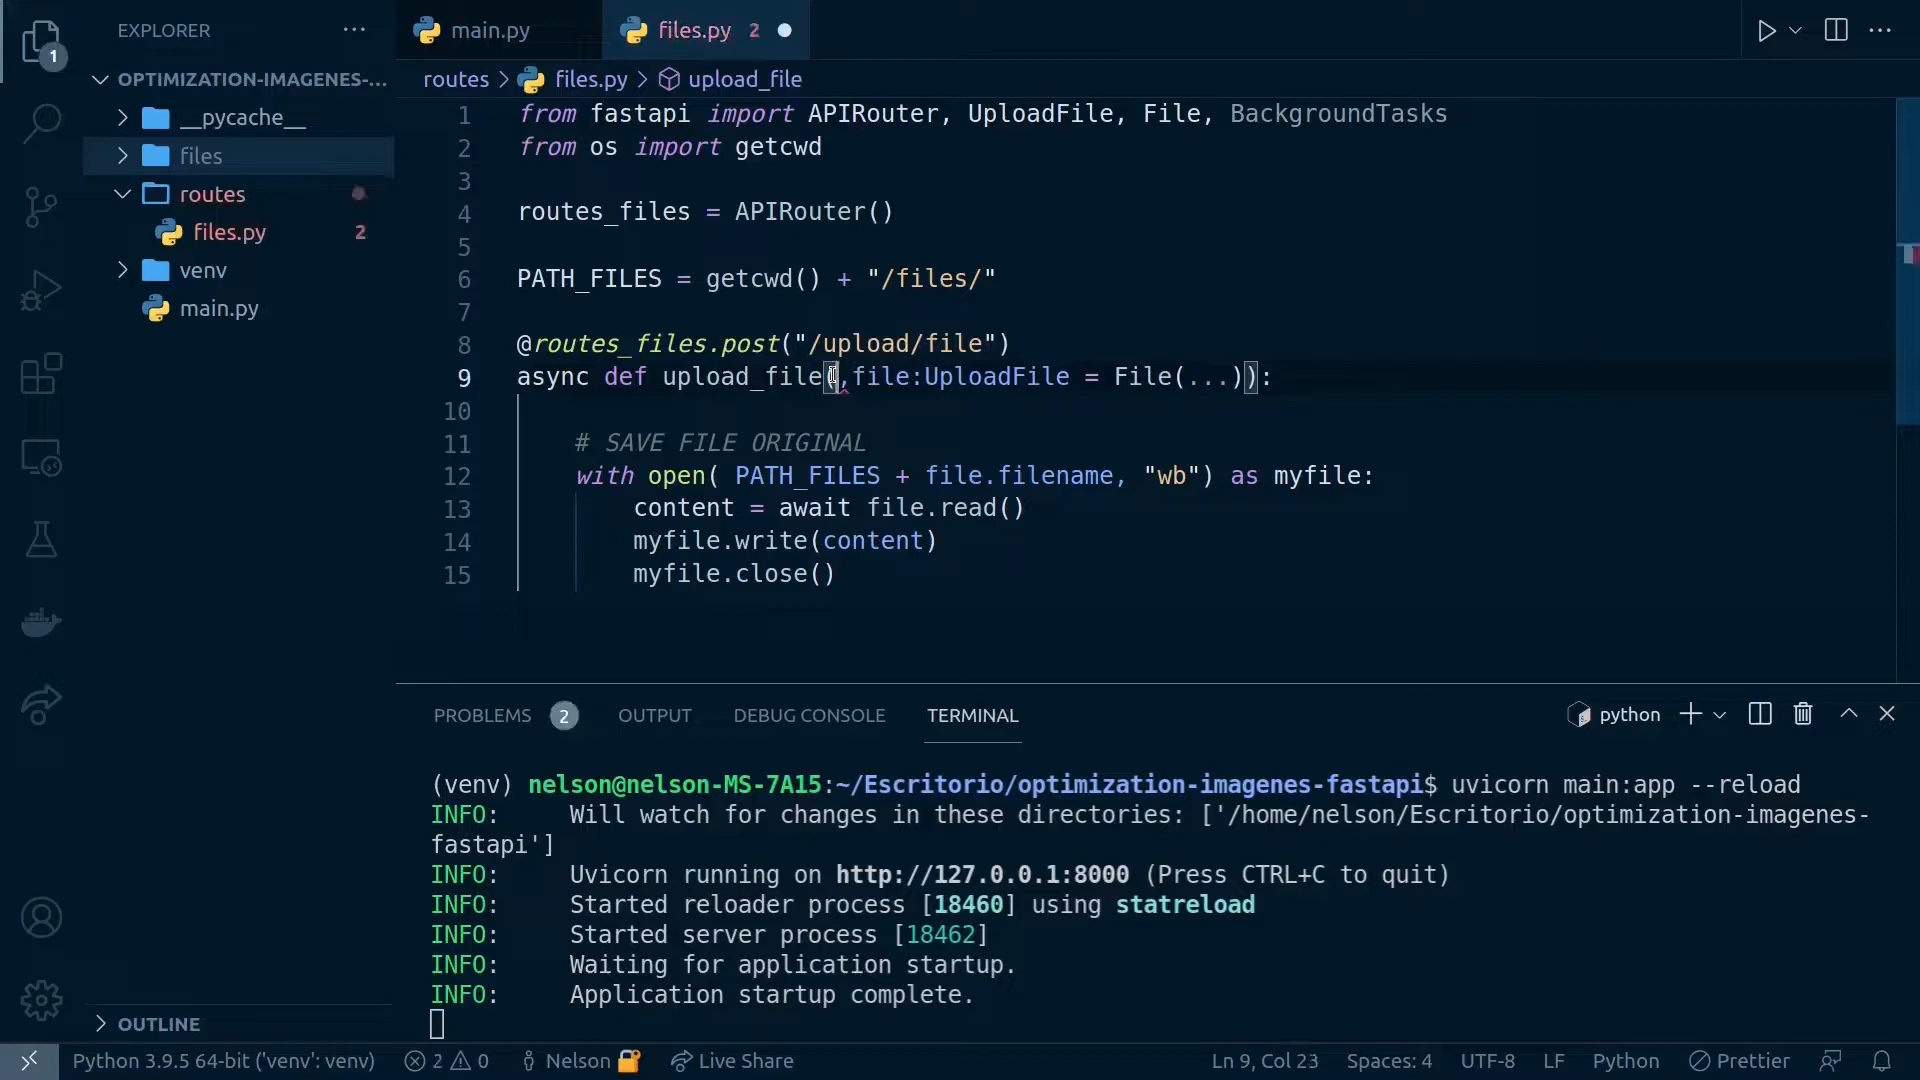 EXPLORER
···
main.py
files.py 2
1
OPTIMIZATION-IMAGENES-...
__pycache__
files
routes
files.py 2
venv
main.py
OUTLINE
routes > files.py > upload_file
1 from fastapi import APIRouter, UploadFile, File, BackgroundTasks
2 from os import getcwd
3
4 routes_files = APIRouter()
5
6 PATH_FILES = getcwd() + "/files/"
7
8 @routes_files.post("/upload/file")
9 async def upload_file(,file:UploadFile = File(...)):
10
11 # SAVE FILE ORIGINAL
12 with open( PATH_FILES + file.filename, "wb") as myfile:
13 content = await file.read()
14 myfile.write(content)
15 myfile.close()
PROBLEMS 2 OUTPUT DEBUG CONSOLE TERMINAL python
(venv) nelson@nelson-MS-7A15:~/Escritorio/optimization-imagenes-fastapi$ uvicorn main:app --reload
INFO: Will watch for changes in these directories: ['/home/nelson/Escritorio/optimization-imagenes-
fastapi']
INFO: Uvicorn running on http://127.0.0.1:8000 (Press CTRL+C to quit)
INFO: Started reloader process [18460] using statreload
INFO: Started server process [18462]
INFO: Waiting for application startup.
INFO: Application startup complete.
Python 3.9.5 64-bit ('venv': venv) 2 0 Nelson Live Share Ln 9, Col 23 Spaces: 4 UTF-8 LF Python Prettier